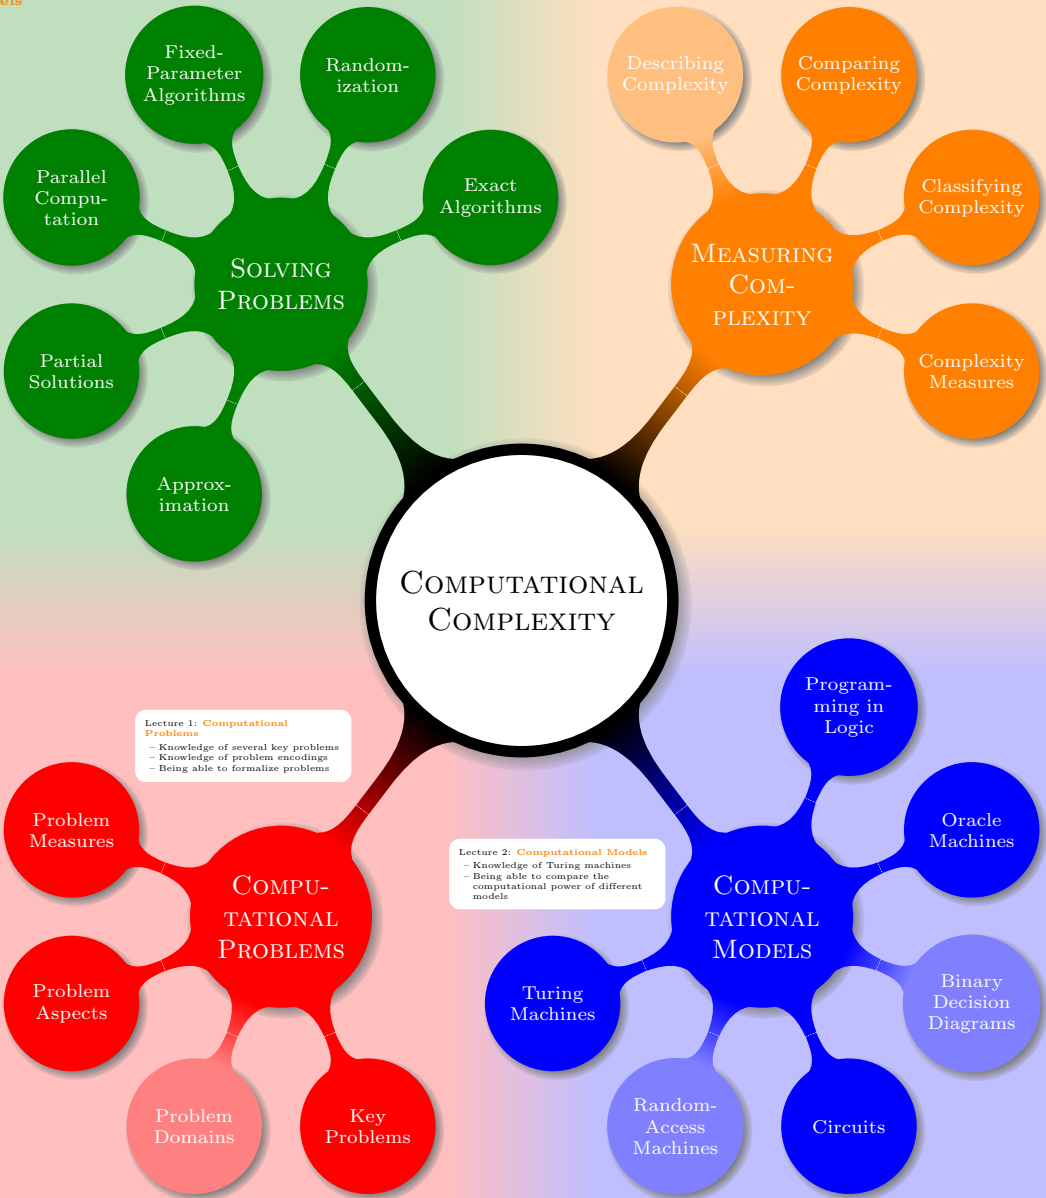 els
Fixed-
Parameter
Algorithms
Random-
ization
Parallel
Compu-
tation
Exact
Algorithms
Solving
Problems
Partial
Solutions
Approx-
imation
Describing
Complexity
Comparing
Complexity
Classifying
Complexity
Measuring
Com-
plexity
Complexity
Measures
Computational
Complexity
Lecture 1: Computational
Problems
– Knowledge of several key problems
– Knowledge of problem encodings
– Being able to formalize problems
Problem
Measures
Compu-
tational
Problems
Problem
Aspects
Problem
Domains
Key
Problems
Program-
ming in
Logic
Oracle
Machines
Lecture 2: Computational Models
– Knowledge of Turing machines
– Being able to compare the
computational power of different
models
Compu-
tational
Models
Turing
Machines
Binary
Decision
Diagrams
Random-
Access
Machines
Circuits